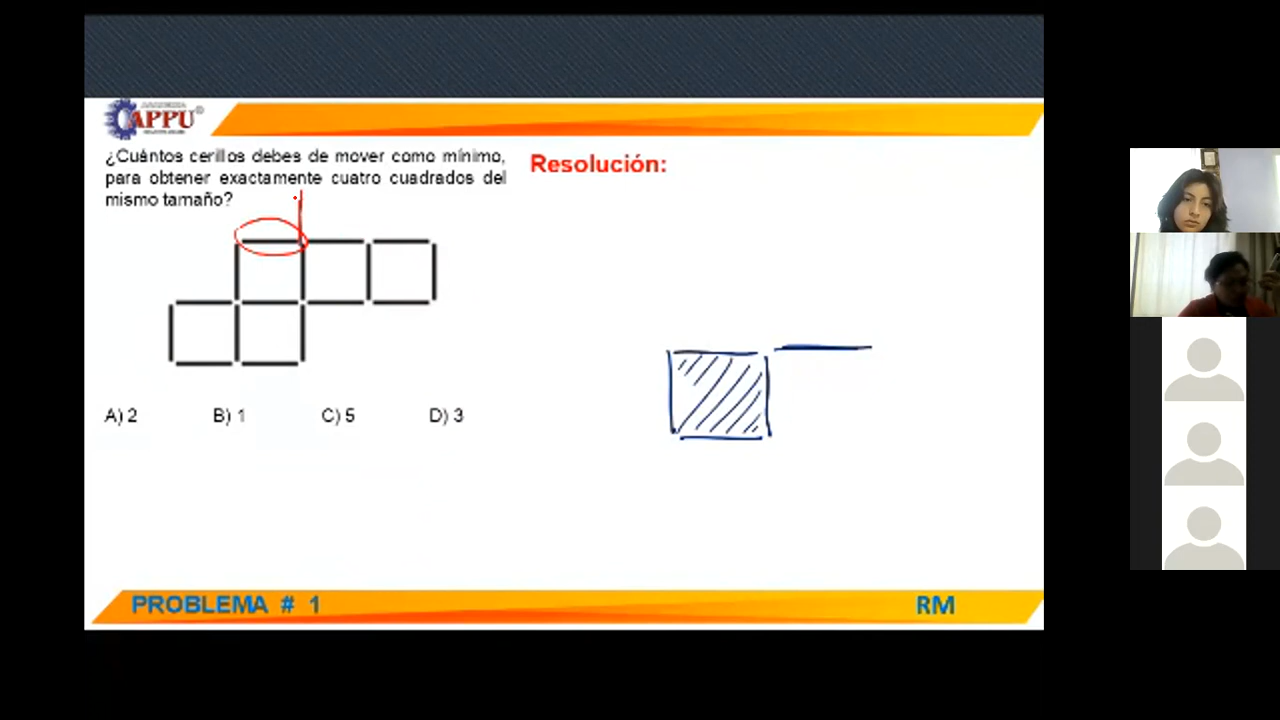 APPU
¿Cuántos cerillos debes de mover como mínimo,
para obtener exactamente cuatro cuadrados del
mismo tamaño?
Resolución:
A) 2 B) 1 C) 5 D) 3
PROBLEMA # 1
RM